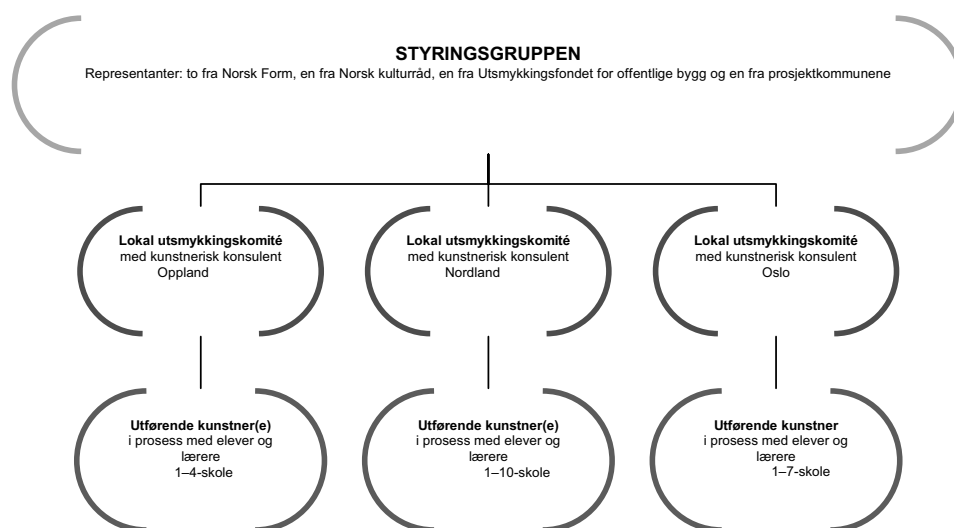 STYRINGSGRUPPEN
Representanter: to fra Norsk Form, en fra Norsk kulturråd, en fra Utsmykkingsfondet for offentlige bygg og en fra prosjektkommunene
Lokal utsmykkingskomité
med kunstnerisk konsulent
Oppland
Lokal utsmykkingskomité
med kunstnerisk konsulent
Nordland
Lokal utsmykkingskomité
med kunstnerisk konsulent
Oslo
Utførende kunstner(e)
i prosess med elever og
lærere
1–4-skole
Utførende kunstner(e)
i prosess med elever og
lærere
1–10-skole
Utførende kunstner
i prosess med elever og
lærere
1–7-skole